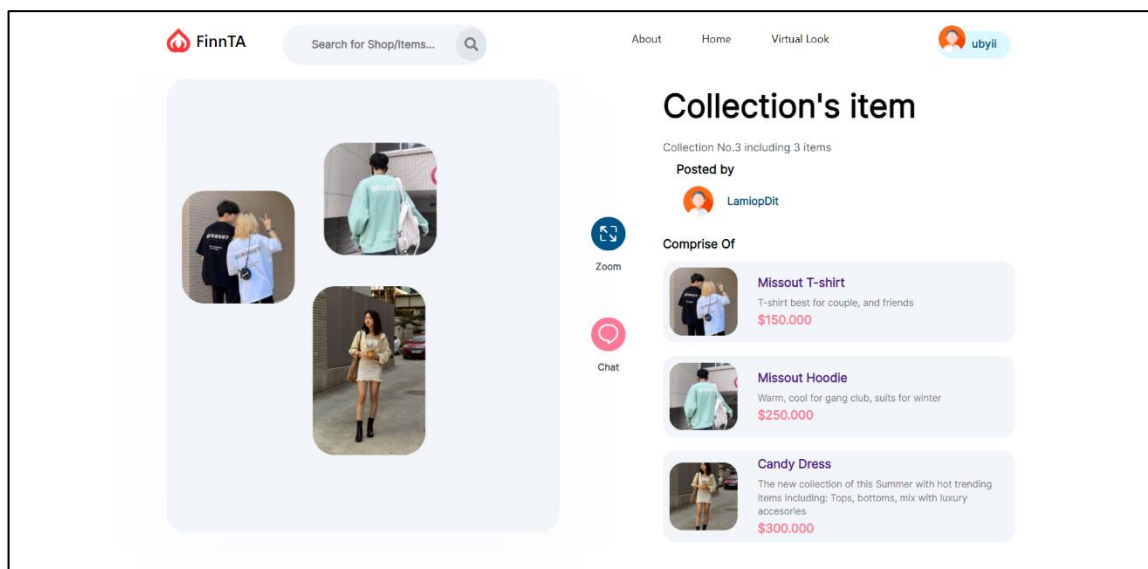 FinnTA
Search for Shop/Items...
About
Home
Virtual Look
ubyii
Collection's item
Collection No.3 including 3 items
Posted by
LamiopDit
Zoom
Chat
Comprise Of
Missout T-shirt
T-shirt best for couple, and friends
$150.000
Missout Hoodie
Warm, cool for gang club, suits for winter
$250.000
Candy Dress
The new collection of this Summer with hot trending
items including: Tops, bottoms, mix with luxury
accesories
$300.000